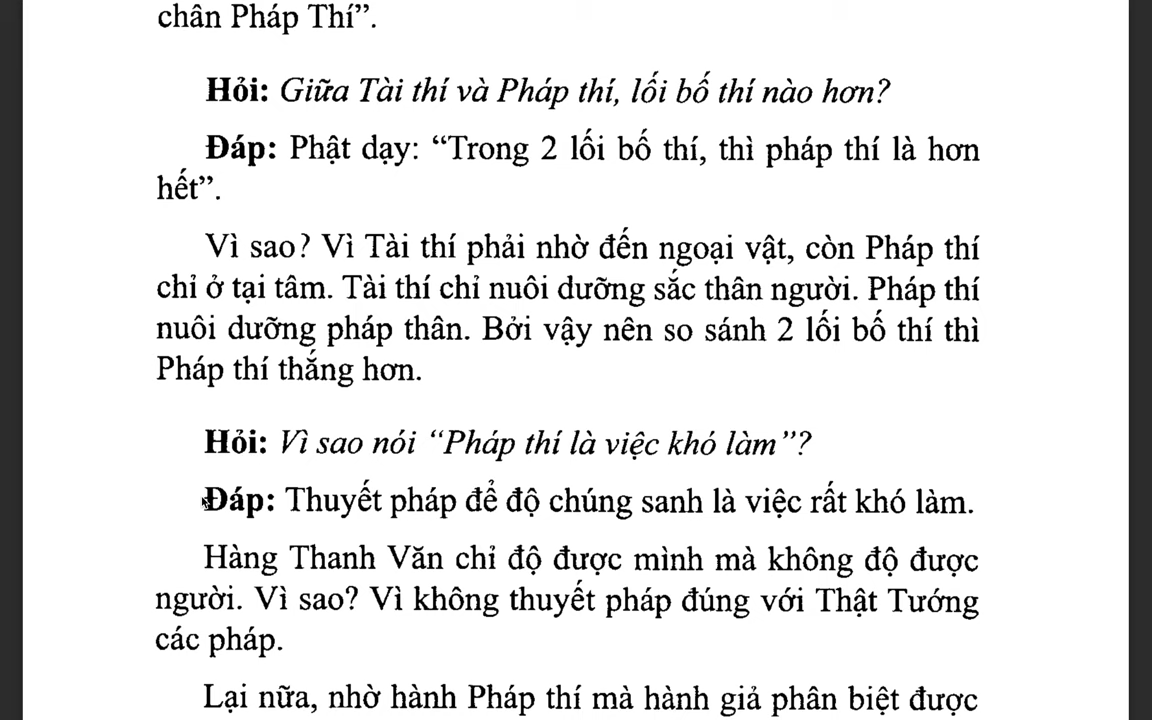 chân Pháp Thí”.
Hỏi: Giữa Tài thí và Pháp thí, lối bố thí nào hơn?
Đáp: Phật dạy: “Trong 2 lối bố thí, thì pháp thí là hơn
hết”.
Vì sao? Vì Tài thí phải nhờ đến ngoại vật, còn Pháp thí
chỉ ở tại tâm. Tài thí chỉ nuôi dưỡng sắc thân người. Pháp thí
nuôi dưỡng pháp thân. Bởi vậy nên so sánh 2 lối bố thí thì
Pháp thí thắng hơn.
Hỏi: Vì sao nói “Pháp thí là việc khó làm”?
Đáp: Thuyết pháp để độ chúng sanh là việc rất khó làm.
Hàng Thanh Văn chỉ độ được mình mà không độ được
người. Vì sao? Vì không thuyết pháp đúng với Thật Tướng
các pháp.
Lại nữa, nhờ hành Pháp thí mà hành giả phân biệt được